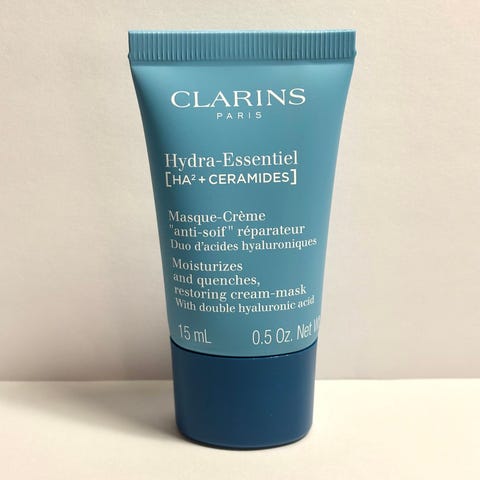 CLARINS
PARIS
Hydra-Essentiel
[HA² + CERAMIDES]
Masque-Crème
"anti-soif" réparateur
Duo d'acides hyaluroniques
Moisturizes
and quenches,
restoring cream-mask
With double hyaluronic acid
15 mL 0.5 Oz. Net